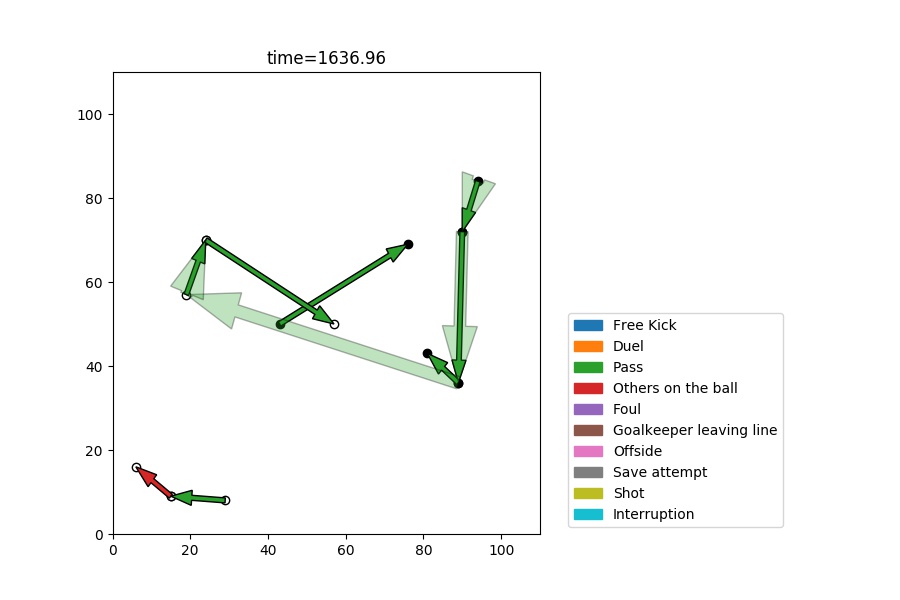 time=1636.96
100
80
60
40
20
0
0 20 40 60 80 100
Free Kick
Duel
Pass
Others on the ball
Foul
Goalkeeper leaving line
Offside
Save attempt
Shot
Interruption